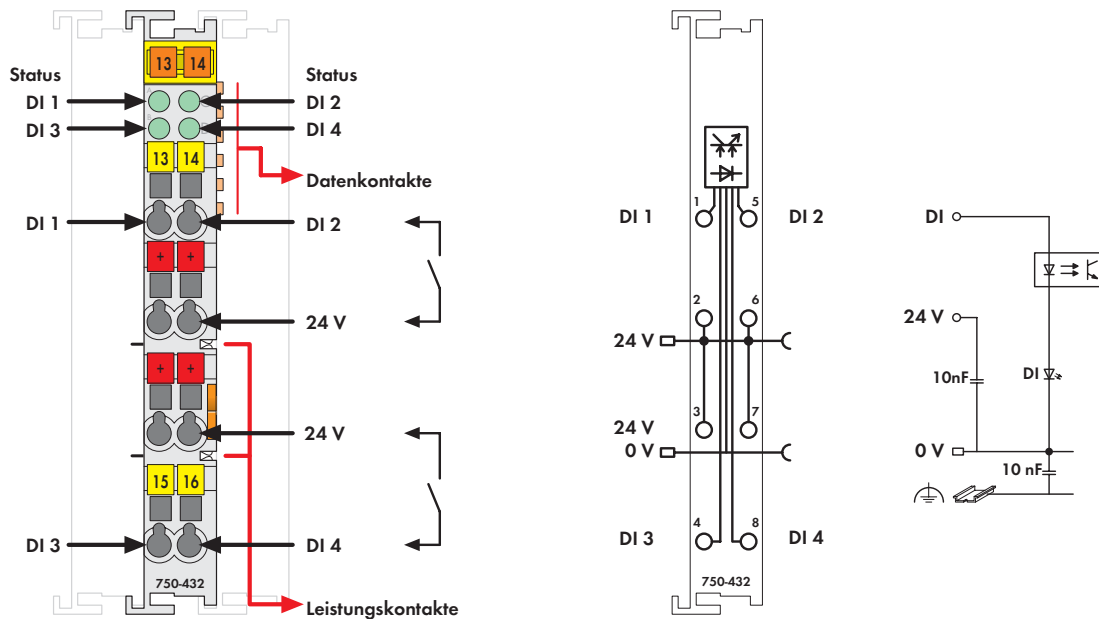 13 14
Status Status
DI 1 DI 2
DI 3 DI 4
13 14
Datenkontakte
DI 1 DI 2
+ +
24 V
+ +
24 V
15 16
DI 3 DI 4
750-432
Leistungskontakte
DI 1 1 5 DI 2
2 6
24 V
3 7
24 V
0 V
DI 3 4 8 DI 4
750-432
DI
24 V
10nF DI
0 V
10 nF